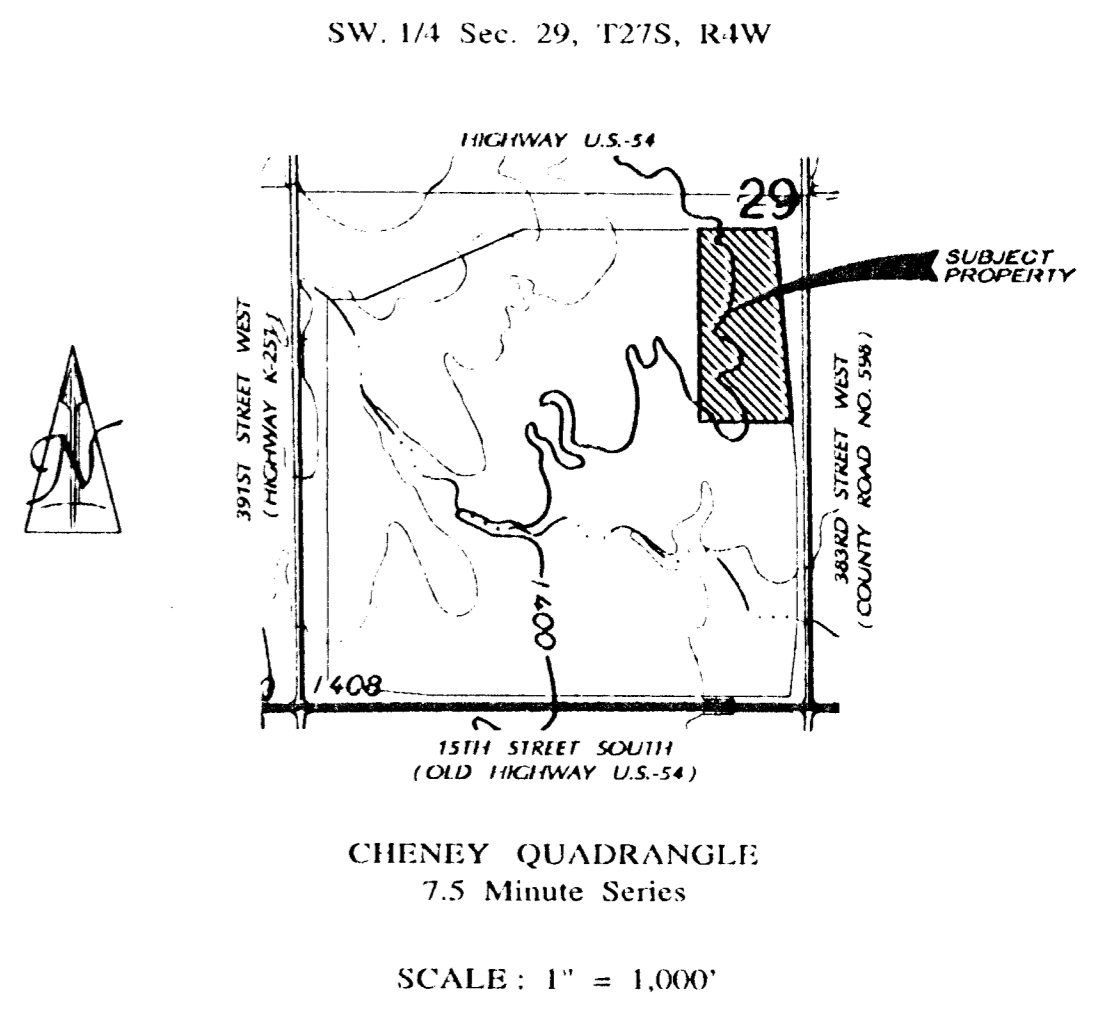 SW. 1/4 Sec. 29, T27S, R4W
HIGHWAY U.S.-54
29
SUBJECT
PROPERTY
391ST STREET WEST
(HIGHWAY K-251)
383RD STREET WEST
(COUNTY ROAD NO. 598)
N
1400
1408
15TH STREET SOUTH
(OLD HIGHWAY U.S.-54)
CHENEY QUADRANGLE
7.5 Minute Series
SCALE: 1" = 1,000'